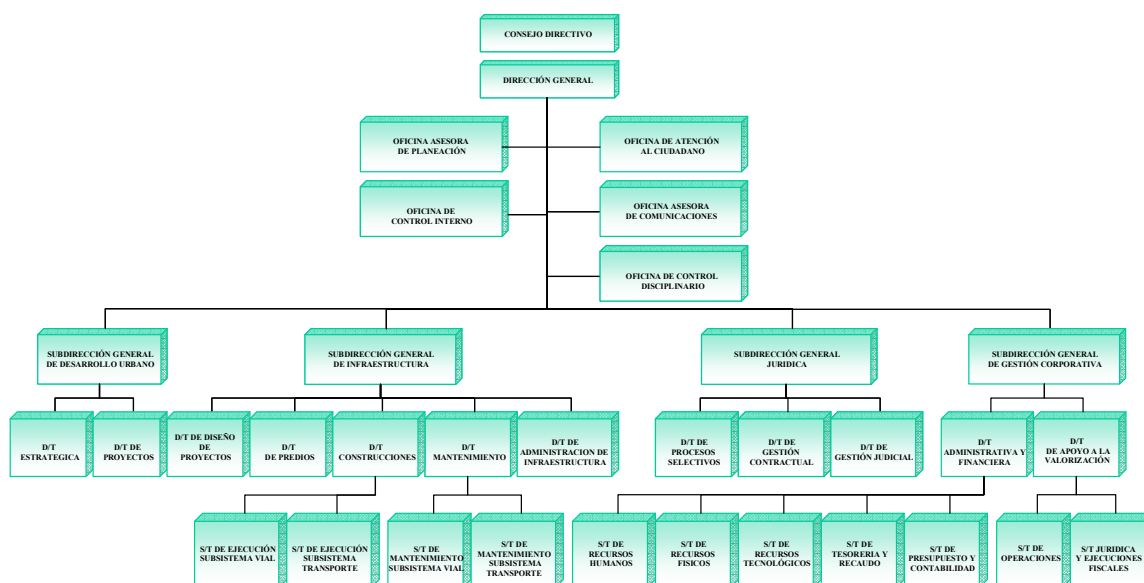 CONSEJO DIRECTIVO
DIRECCIÓN GENERAL
OFICINA ASESORA
DE PLANEACIÓN
OFICINA DE ATENCIÓN
AL CIUDADANO
OFICINA DE
CONTROL INTERNO
OFICINA ASESORA
DE COMUNICACIONES
OFICINA DE CONTROL
DISCIPLINARIO
SUBDIRECCIÓN GENERAL
DE DESARROLLO URBANO
SUBDIRECCIÓN GENERAL
DE INFRAESTRUCTURA
SUBDIRECCIÓN GENERAL
JURIDICA
SUBDIRECCIÓN GENERAL
DE GESTIÓN CORPORATIVA
D/T
ESTRATEGICA
D/T DE
PROYECTOS
D/T DE DISEÑO
DE
PROYECTOS
D/T
DE PREDIOS
D/T
CONSTRUCCIONES
D/T
MANTENIMIENTO
D/T DE
ADMINISTRACION DE
INFRAESTRUCTURA
D/T DE
PROCESOS
SELECTIVOS
D/T DE
GESTIÓN
CONTRACTUAL
D/T DE
GESTIÓN JUDICIAL
D/T
ADMINISTRATIVA Y
FINANCIERA
D/T
DE APOYO A LA
VALORIZACIÓN
S/T DE EJECUCIÓN
SUBSISTEMA VIAL
S/T DE EJECUCIÓN
SUBSISTEMA
TRANSPORTE
S/T DE
MANTENIMIENTO
SUBSISTEMA VIAL
S/T DE
MANTENIMIENTO
SUBSISTEMA
TRANSPORTE
S/T DE
RECURSOS
HUMANOS
S/T DE
RECURSOS
FISICOS
S/T DE
RECURSOS
TECNOLÓGICOS
S/T DE
TESORERIA Y
RECAUDO
S/T DE
PRESUPUESTO Y
CONTABILIDAD
S/T DE
OPERACIONES
S/T JURIDICA
Y EJECUCIONES
FISCALES